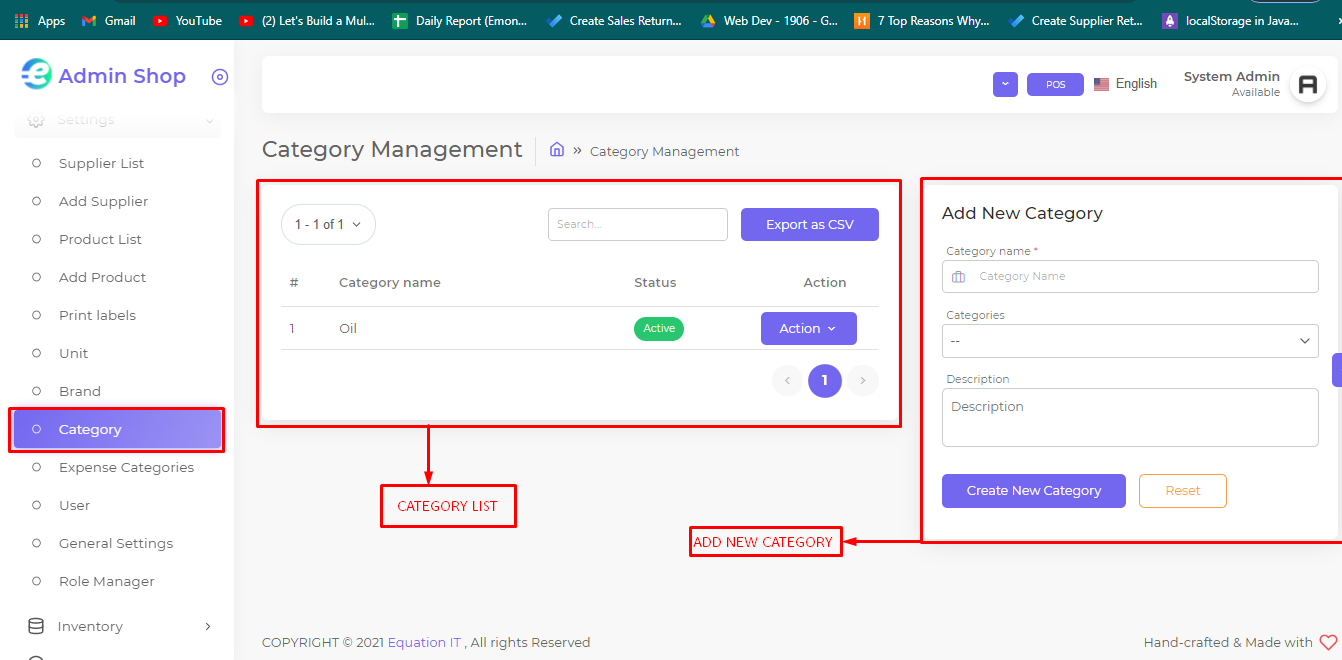 Apps
Gmail
YouTube
(2) Let's Build a Mul...
Daily Report (Emon...
Create Sales Return...
Web Dev - 1906 - G...
7 Top Reasons Why...
Create Supplier Ret...
localStorage in Java...
Admin Shop
POS
English
System Admin
Available
Settings
Supplier List
Add Supplier
Product List
Add Product
Print labels
Unit
Brand
Category
Expense Categories
User
General Settings
Role Manager
Inventory
Category Management
» Category Management
1 - 1 of 1
Search...
Export as CSV
# Category name Status Action
1 Oil Active Action
‹ 1 ›
CATEGORY LIST
Add New Category
Category name *
Category Name
Categories
--
Description
Description
Create New Category
Reset
ADD NEW CATEGORY
COPYRIGHT © 2021 Equation IT , All rights Reserved
Hand-crafted & Made with